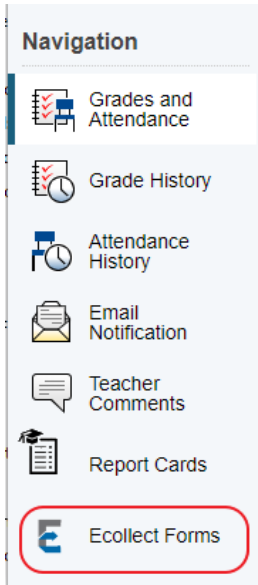 Navigation
Grades and
Attendance
Grade History
Attendance
History
Email
Notification
Teacher
Comments
Report Cards
Ecollect Forms